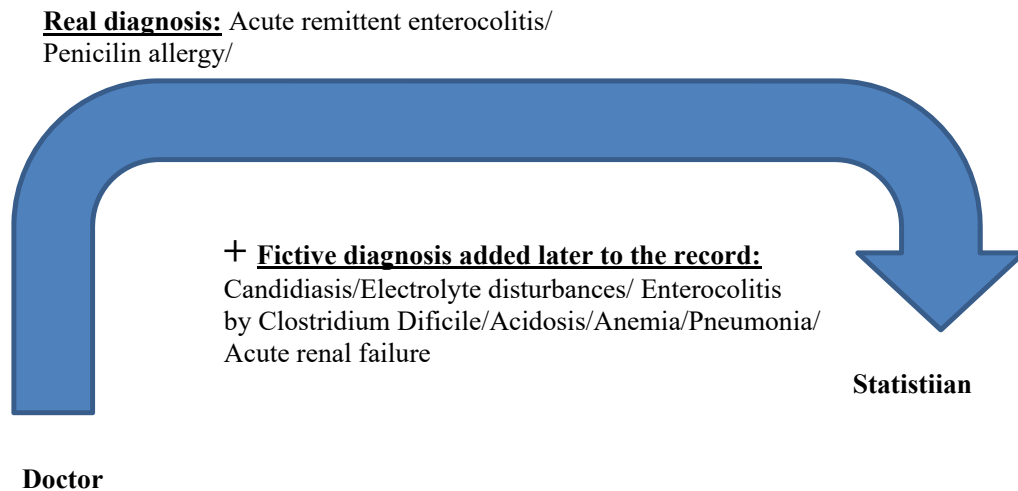 Real diagnosis: Acute remittent enterocolitis/
Penicilin allergy/
+ Fictive diagnosis added later to the record:
Candidiasis/Electrolyte disturbances/ Enterocolitis
by Clostridium Dificile/Acidosis/Anemia/Pneumonia/
Acute renal failure
Statistiian
Doctor